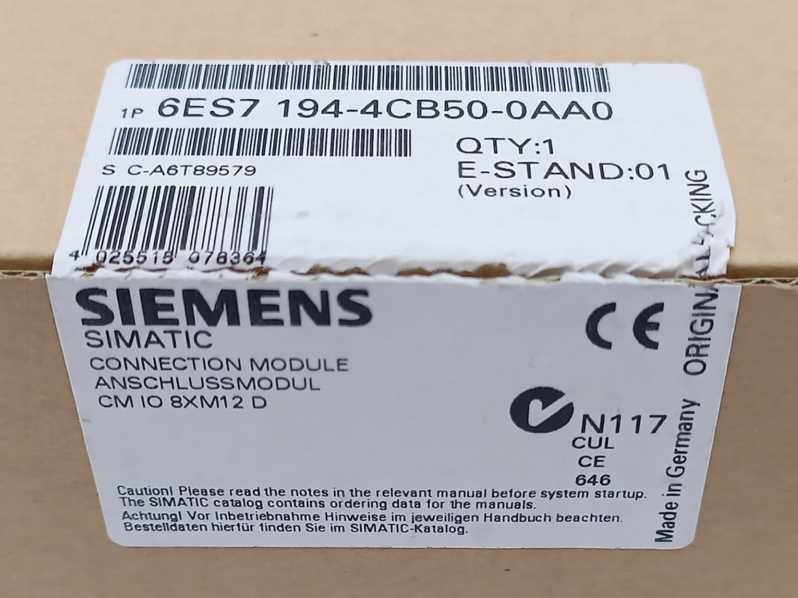 1P 6ES7 194-4CB50-0AA0
S C-A6T89579
QTY:1
E-STAND:01
(Version)
4 025515 078364
SIEMENS
SIMATIC
CONNECTION MODULE
ANSCHLUSSMODUL
CM IO 8XM12 D
CE
N117
CUL
CE
646
Made in Germany ORIGINAL PACKING
Caution! Please read the notes in the relevant manual before system startup.
The SIMATIC catalog contains ordering data for the manuals.
Achtung! Vor Inbetriebnahme Hinweise im jeweiligen Handbuch beachten.
Bestelldaten hierfür finden Sie im SIMATIC-Katalog.